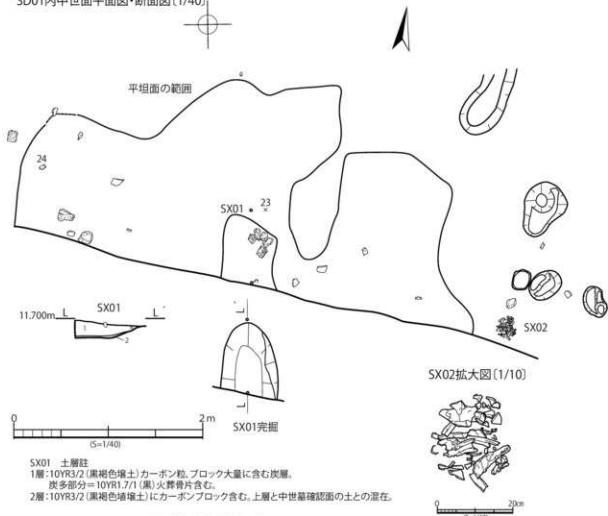 SD01内中世面平面図・断面図〔1/40〕
平坦面の範囲
24
SX01
23
11.700m L SX01 L
1
2
L
L
SX01完掘
SX02
SX02拡大図〔1/10〕
0 2m
(S=1/40)
0 20cm
SX01 土層註
1層:10YR3/2(黒褐色壌土)カーボン粒、ブロック大量に含む炭層。
炭多部分=10YR1.7/1(黒)火葬骨片含む。
2層:10YR3/2(黒褐色埴壌土)にカーボンブロック含む。上層と中世墓確認面の土との混在。